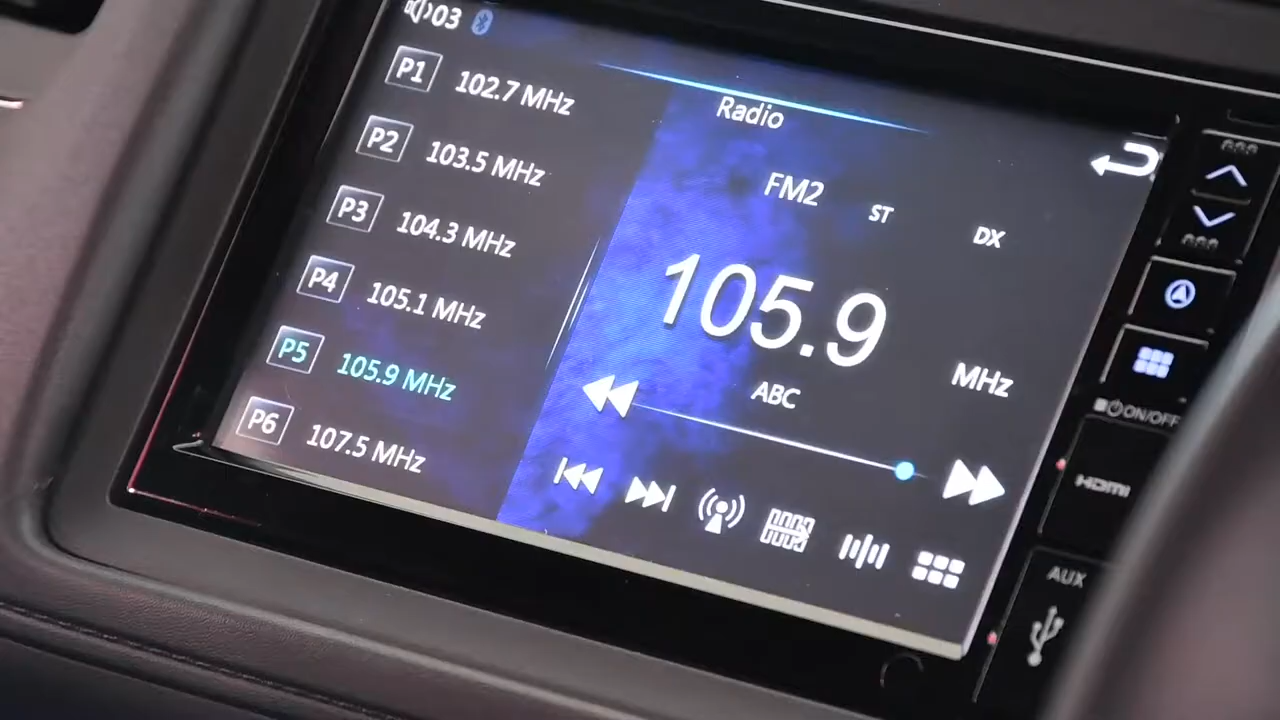 03
P1 102.7 MHz
P2 103.5 MHz
P3 104.3 MHz
P4 105.1 MHz
P5 105.9 MHz
P6 107.5 MHz
Radio
FM2 ST DX
105.9 MHz
ABC
ON/OFF
HDMI
AUX